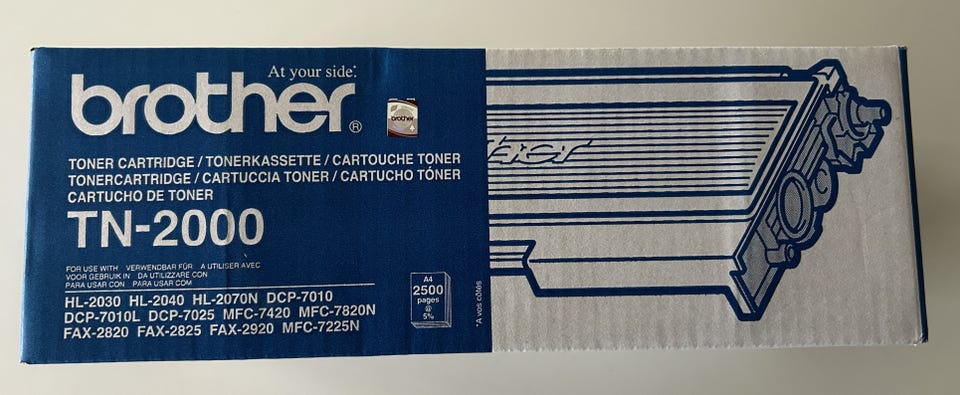 At your side.*
brother®
brother
TONER CARTRIDGE / TONERKASSETTE / CARTOUCHE TONER
TONERCARTRIDGE / CARTUCCIA TONER / CARTUCHO TÓNER
CARTUCHO DE TONER
TN-2000
FOR USE WITH VERWENDBAR FÜR A UTILISER AVEC
VOOR GEBRUIK IN DA UTILIZZARE CON
PARA USAR CON PARA USAR COM
HL-2030 HL-2040 HL-2070N DCP-7010
DCP-7010L DCP-7025 MFC-7420 MFC-7820N
FAX-2820 FAX-2825 FAX-2920 MFC-7225N
A4
2500
pages
@
5%
*A vos côtés